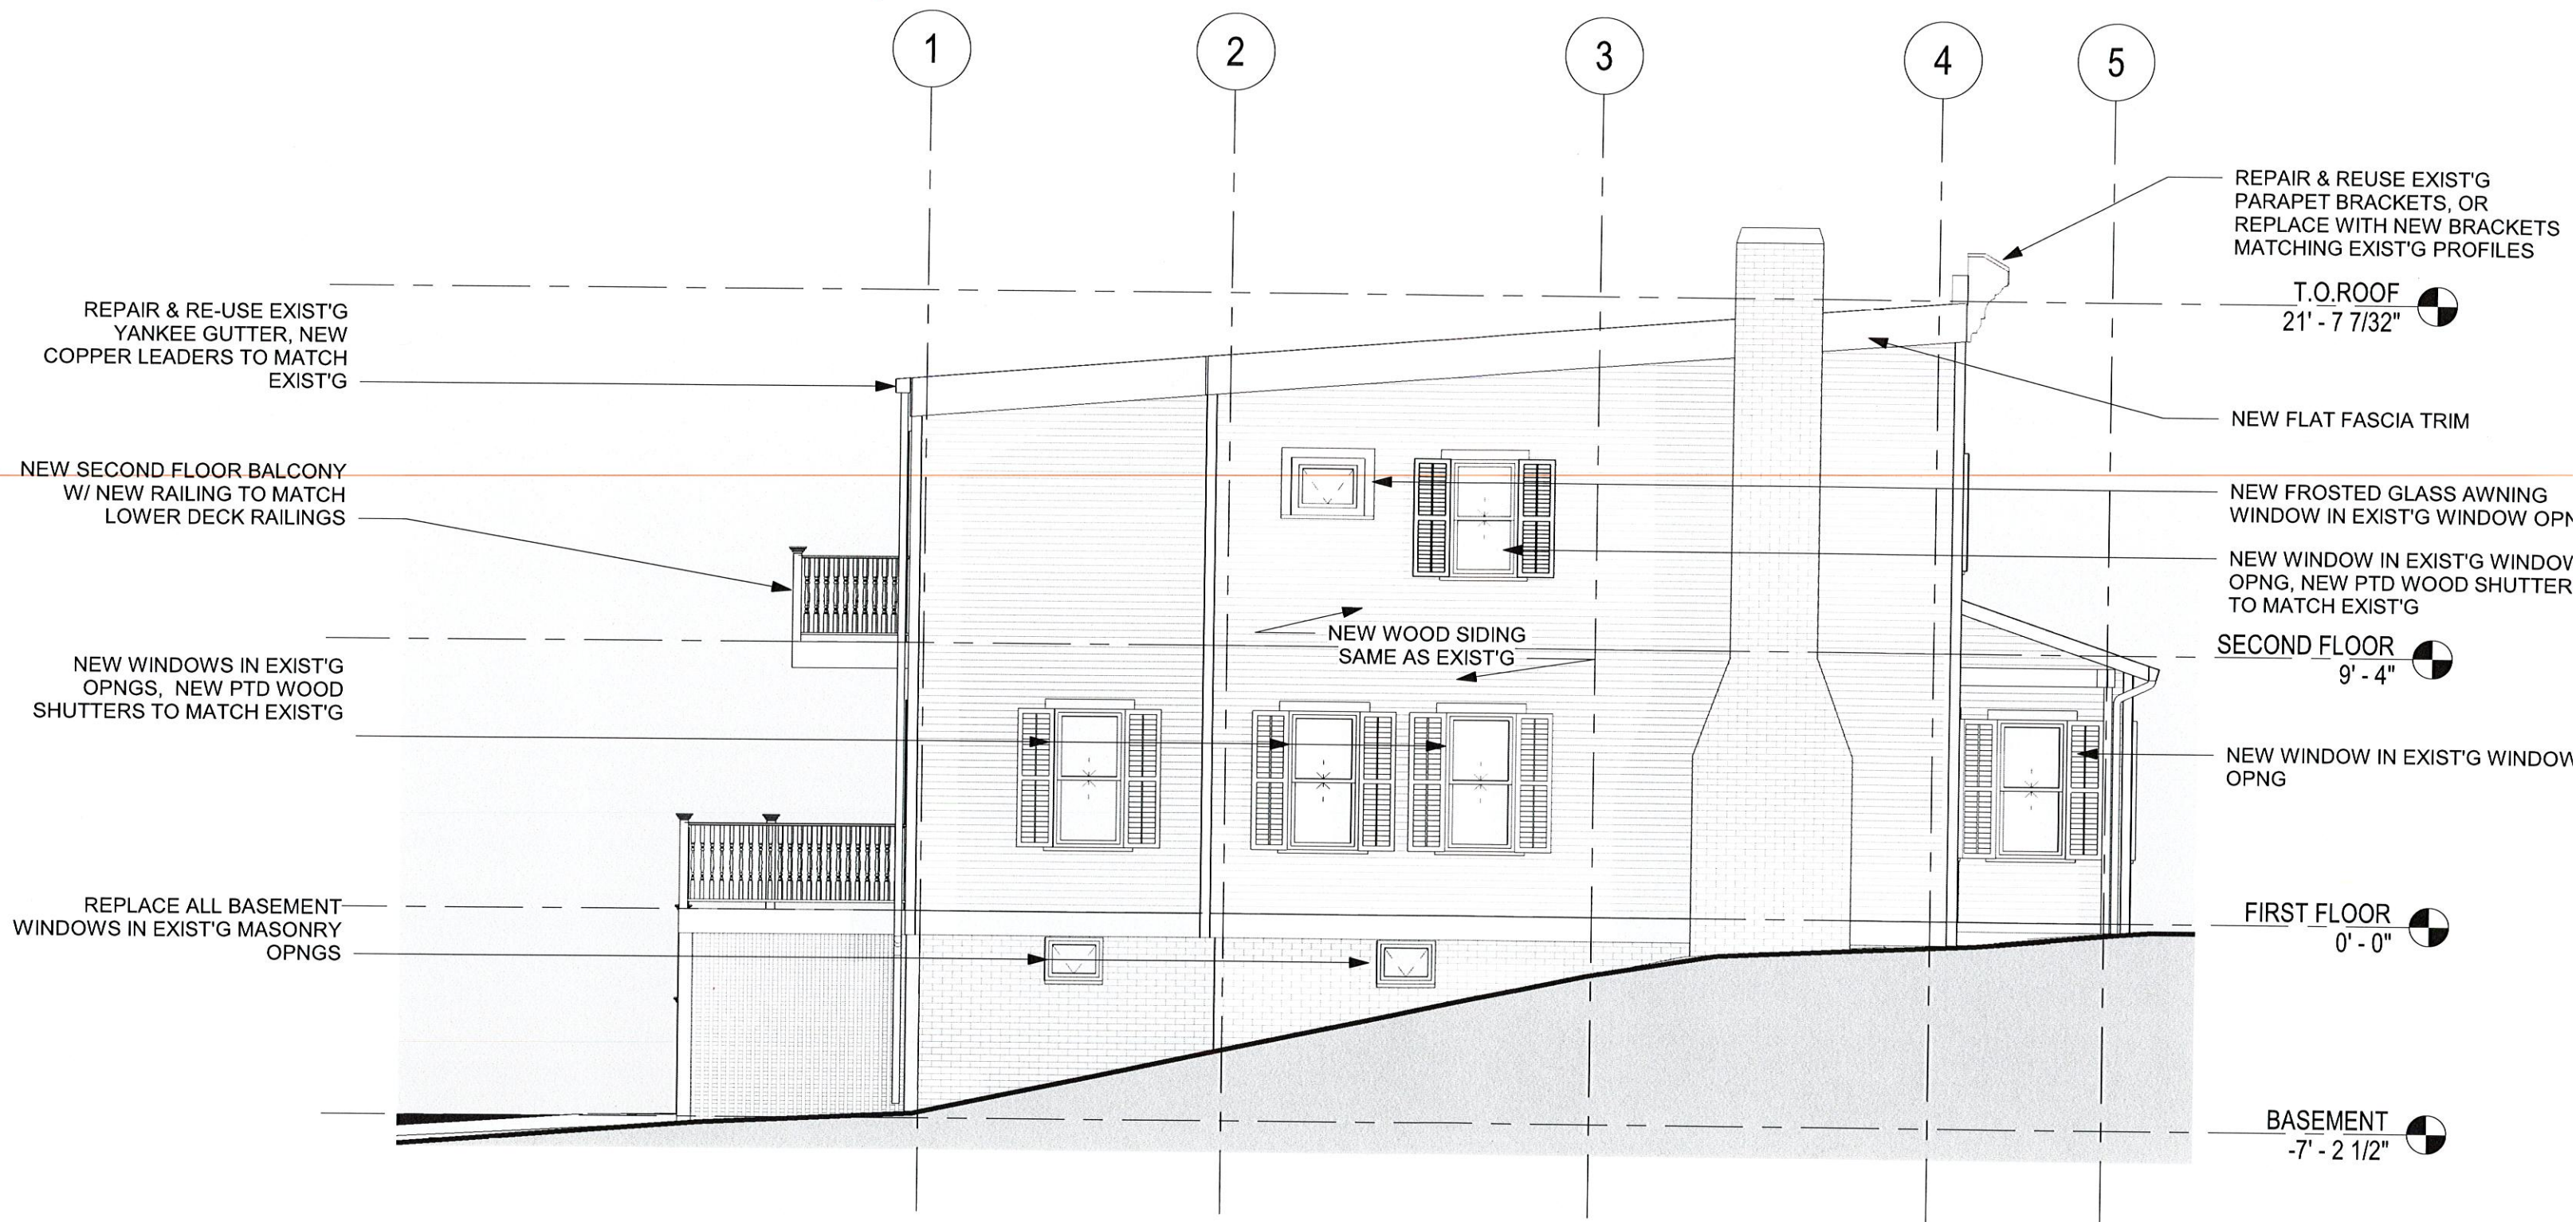 1
2
3
4
5
REPAIR & REUSE EXIST'G
PARAPET BRACKETS, OR
REPLACE WITH NEW BRACKETS
MATCHING EXIST'G PROFILES
T.O.ROOF
21' - 7 7/32"
REPAIR & RE-USE EXIST'G
YANKEE GUTTER, NEW
COPPER LEADERS TO MATCH
EXIST'G
NEW FLAT FASCIA TRIM
NEW SECOND FLOOR BALCONY
W/ NEW RAILING TO MATCH
LOWER DECK RAILINGS
NEW FROSTED GLASS AWNING
WINDOW IN EXIST'G WINDOW OPN
NEW WINDOW IN EXIST'G WINDOW
OPNG, NEW PTD WOOD SHUTTER
TO MATCH EXIST'G
NEW WOOD SIDING
SAME AS EXIST'G
SECOND FLOOR
9' - 4"
NEW WINDOWS IN EXIST'G
OPNGS, NEW PTD WOOD
SHUTTERS TO MATCH EXIST'G
NEW WINDOW IN EXIST'G WINDOW
OPNG
REPLACE ALL BASEMENT
WINDOWS IN EXIST'G MASONRY
OPNGS
FIRST FLOOR
0' - 0"
BASEMENT
-7' - 2 1/2"